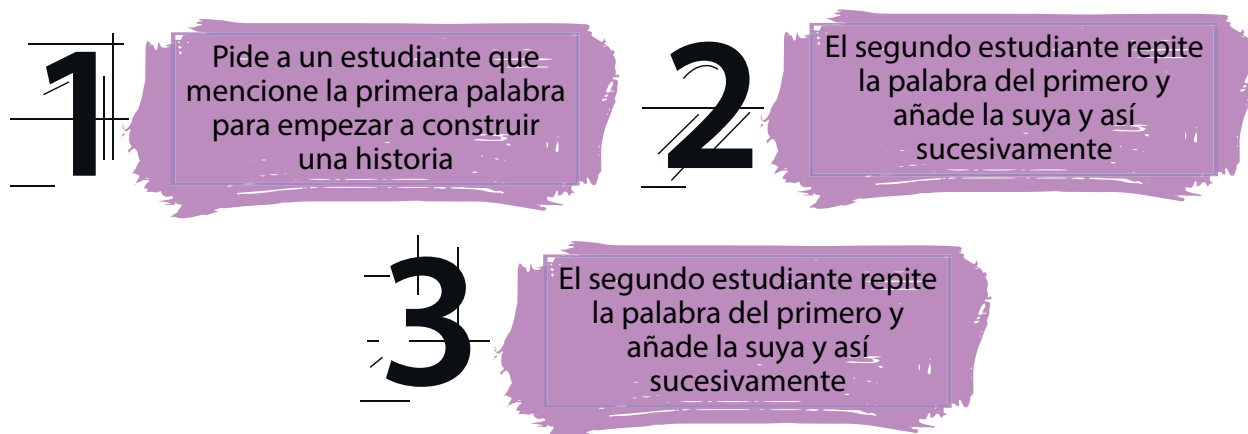 1
Pide a un estudiante que
mencione la primera palabra
para empezar a construir
una historia
2
El segundo estudiante repite
la palabra del primero y
añade la suya y así
sucesivamente
3
El segundo estudiante repite
la palabra del primero y
añade la suya y así
sucesivamente